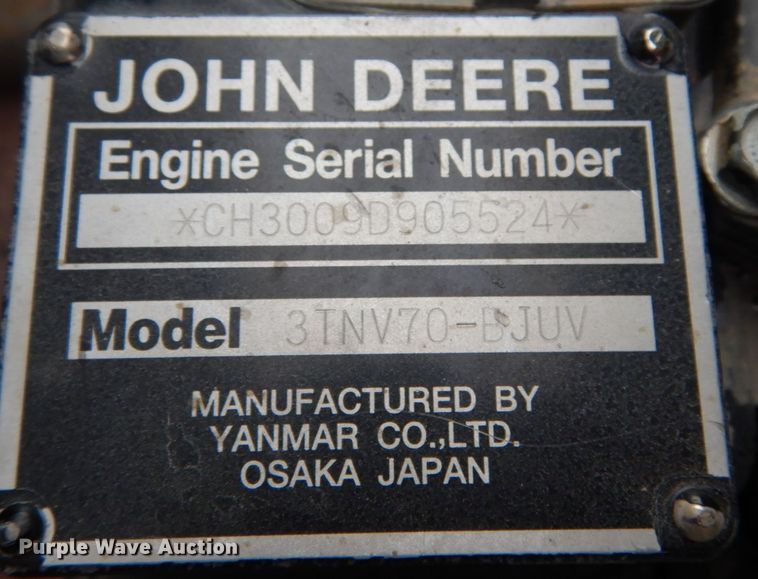 JOHN DEERE
Engine Serial Number
*CH3009D905524*
Model 3TNV70-BJUV
MANUFACTURED BY
YANMAR CO.,LTD.
OSAKA JAPAN
Purple Wave Auction